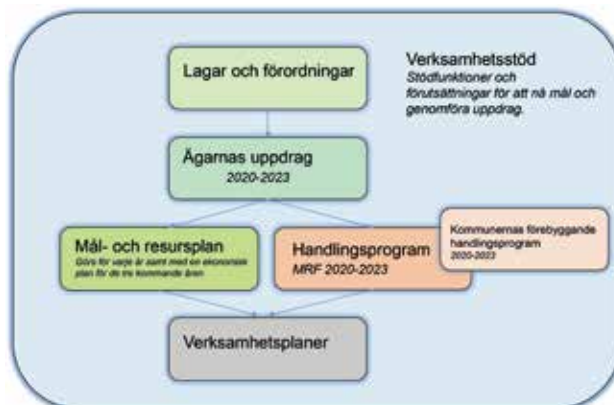 Lagar och förordningar
Verksamhetsstöd
Stödfunktioner och
förutsättningar för att nå mål och
genomföra uppdrag.
Ägarnas uppdrag
2020-2023
Mål- och resursplan
Görs för varje år samt med en ekonomisk
plan för de tre kommande åren
Handlingsprogram
MRF 2020-2023
Kommunernas förebyggande
handlingsprogram
2020-2023
Verksamhetsplaner